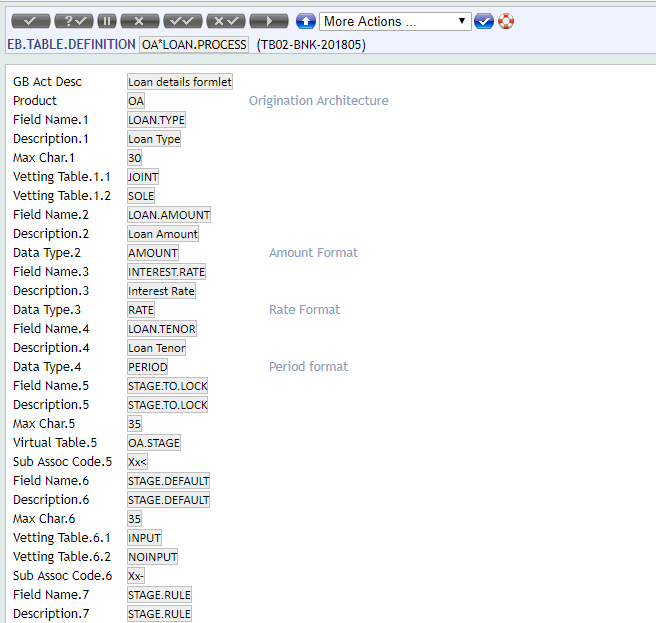 More Actions ...
EB.TABLE.DEFINITION OA*LOAN.PROCESS (TB02-BNK-201805)
GB Act Desc Loan details formlet
Product OA Origination Architecture
Field Name.1 LOAN.TYPE
Description.1 Loan Type
Max Char.1 30
Vetting Table.1.1 JOINT
Vetting Table.1.2 SOLE
Field Name.2 LOAN.AMOUNT
Description.2 Loan Amount
Data Type.2 AMOUNT Amount Format
Field Name.3 INTEREST.RATE
Description.3 Interest Rate
Data Type.3 RATE Rate Format
Field Name.4 LOAN.TENOR
Description.4 Loan Tenor
Data Type.4 PERIOD Period format
Field Name.5 STAGE.TO.LOCK
Description.5 STAGE.TO.LOCK
Max Char.5 35
Virtual Table.5 OA.STAGE
Sub Assoc Code.5 Xx<
Field Name.6 STAGE.DEFAULT
Description.6 STAGE.DEFAULT
Max Char.6 35
Vetting Table.6.1 INPUT
Vetting Table.6.2 NOINPUT
Sub Assoc Code.6 Xx-
Field Name.7 STAGE.RULE
Description.7 STAGE.RULE